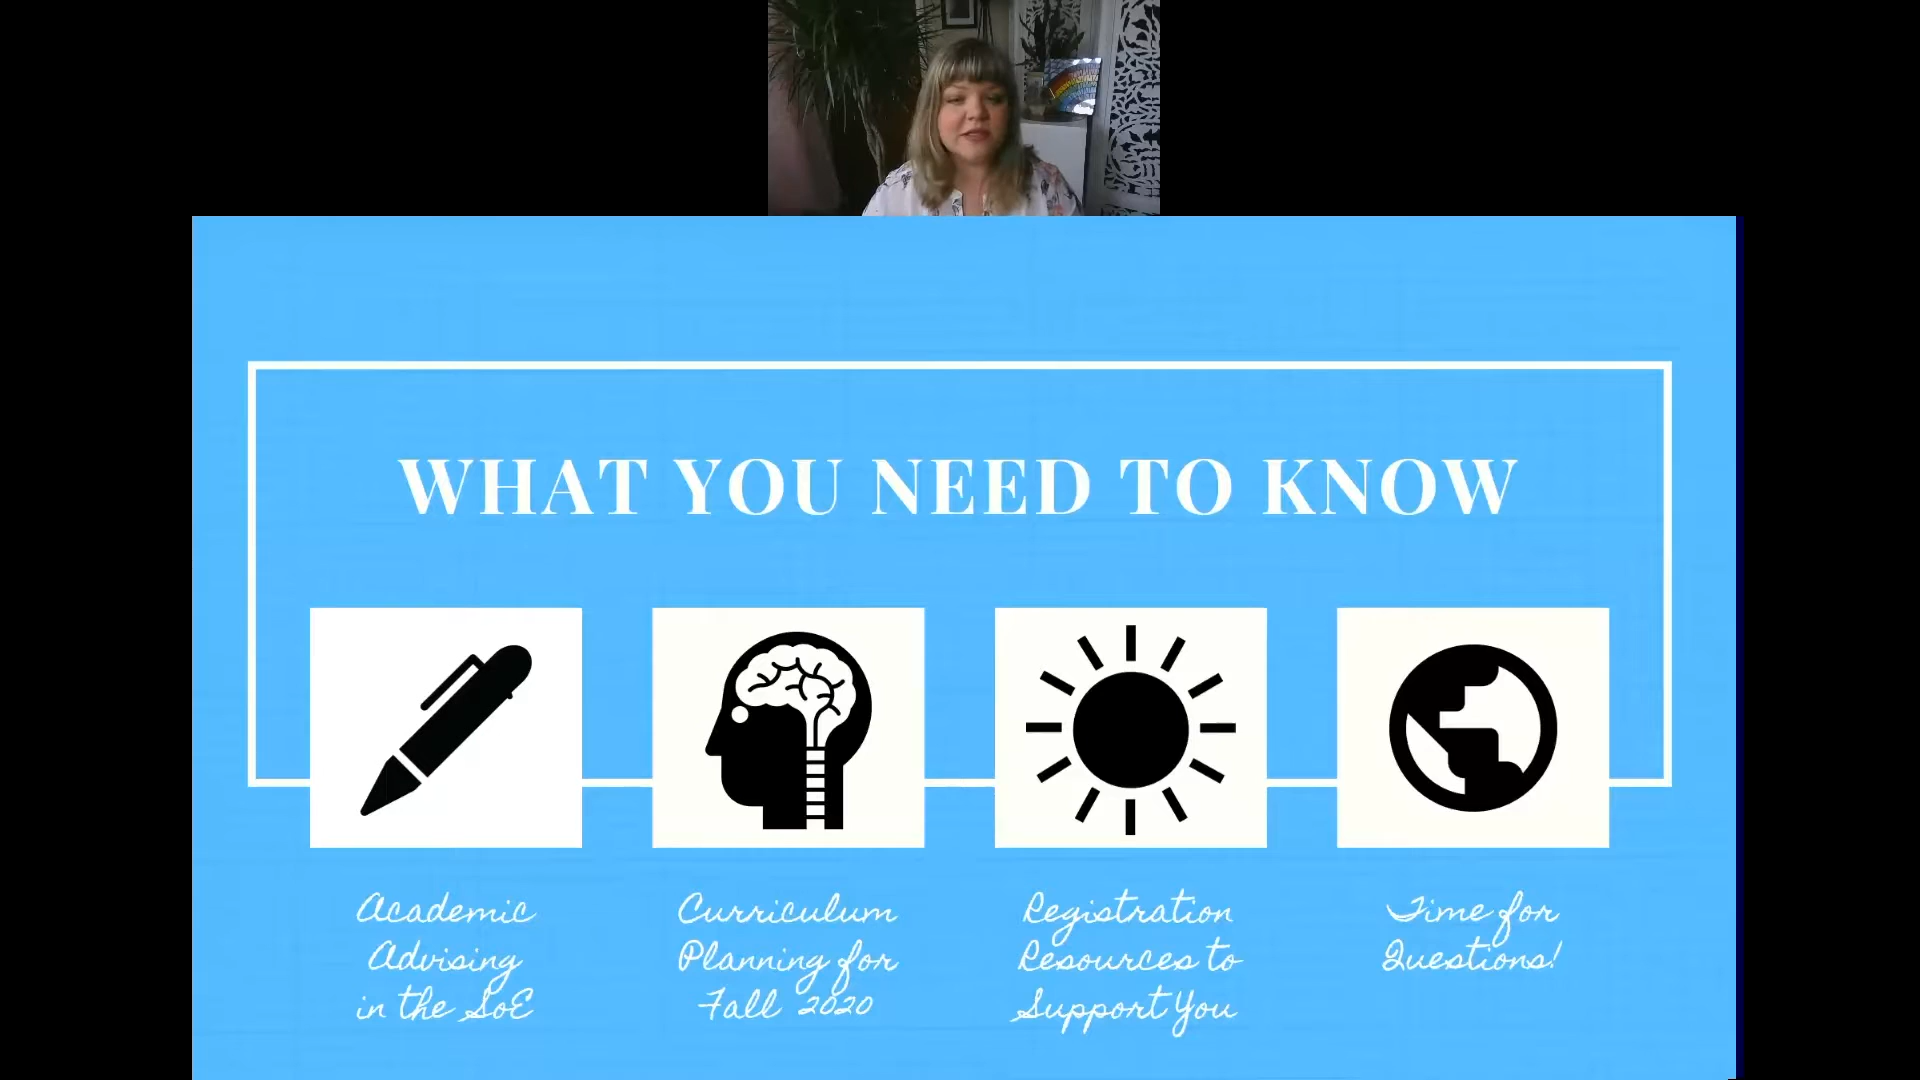 WHAT YOU NEED TO KNOW
Academic
Advising
in the SoE
Curriculum
Planning for
Fall 2020
Registration
Resources to
Support You
Time for
Questions!